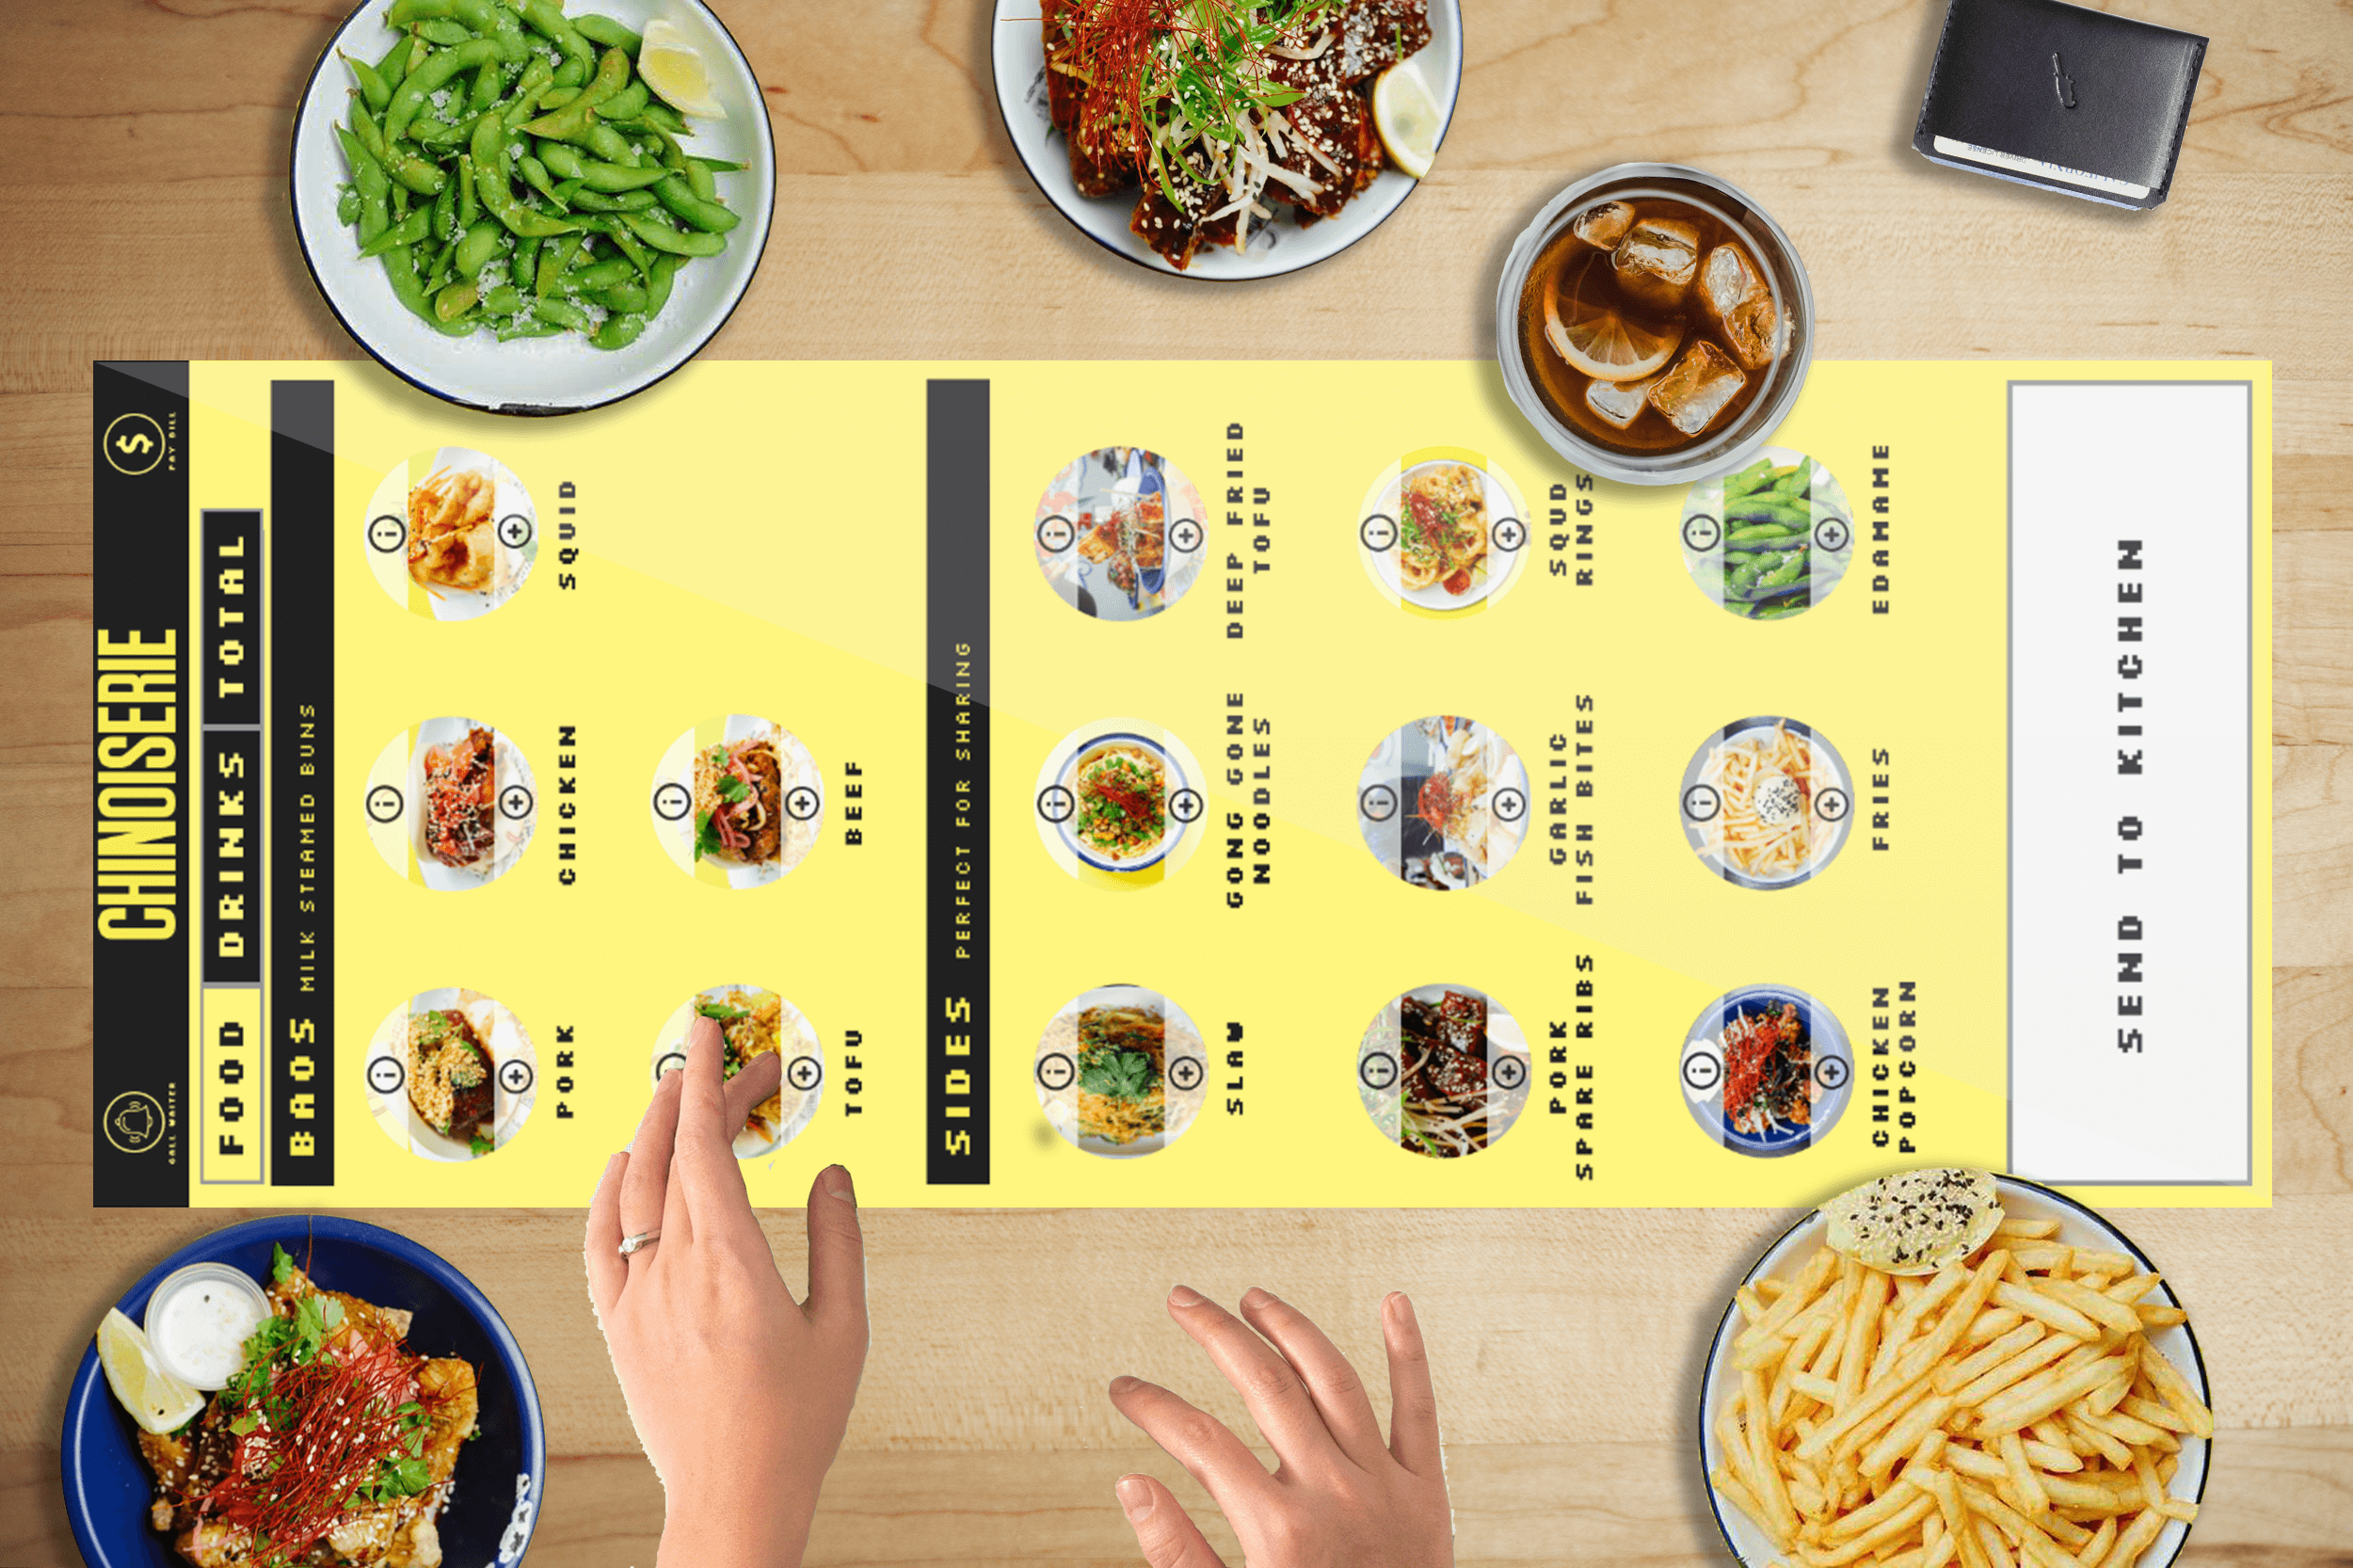 CHINOISERIE
CALL WAITER
PAY BILL
FOOD
DRINKS
TOTAL
BAOS MILK STEAMED BUNS
PORK
CHICKEN
SQUID
TOFU
BEEF
SIDES PERFECT FOR SHARING
SLAW
GONG GONE
NOODLES
DEEP FRIED
TOFU
PORK
SPARE RIBS
GARLIC
FISH BITES
SQUD
RINGS
CHICKEN
POPCORN
FRIES
EDAMAME
SEND TO KITCHEN
DRIVER LICENSE